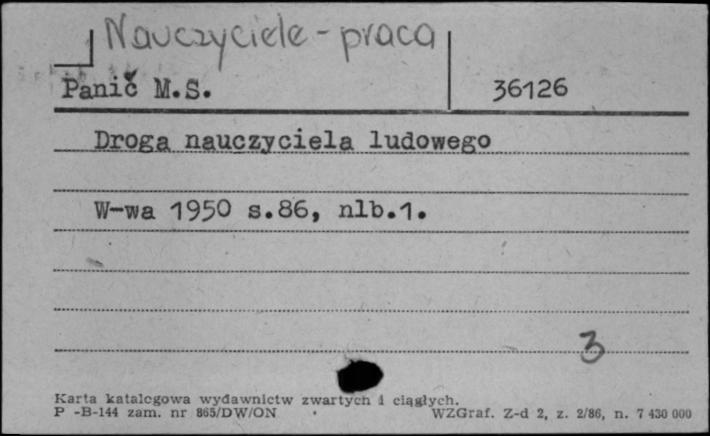 Nauczyciele - praca
Panič M.S.
36126
Droga nauczyciela ludowego
W-wa 1950 s.86, nlb.1.
3
Karta katalogowa wydawnictw zwartych i ciągłych.
P -B-144 zam. nr 865/DW/ON
WZGraf. Z-d 2, z. 2/86, n. 7 430 000